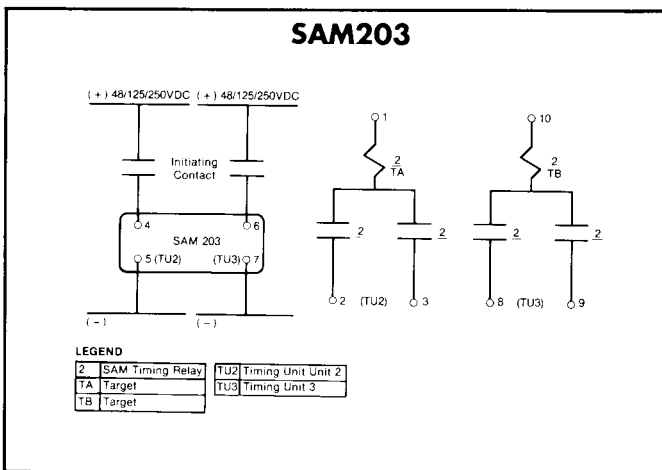 SAM203
(+) 48/125/250VDC (+) 48/125/250VDC
Initiating
Contact
4 6
SAM 203
5 (TU2) (TU3) 7
(-) (-)
1
2
TA
2 2
2 (TU2) 3
10
2
TB
2 2
8 (TU3) 9
LEGEND
2 SAM Timing Relay
TA Target
TB Target
TU2 Timing Unit Unit 2
TU3 Timing Unit 3